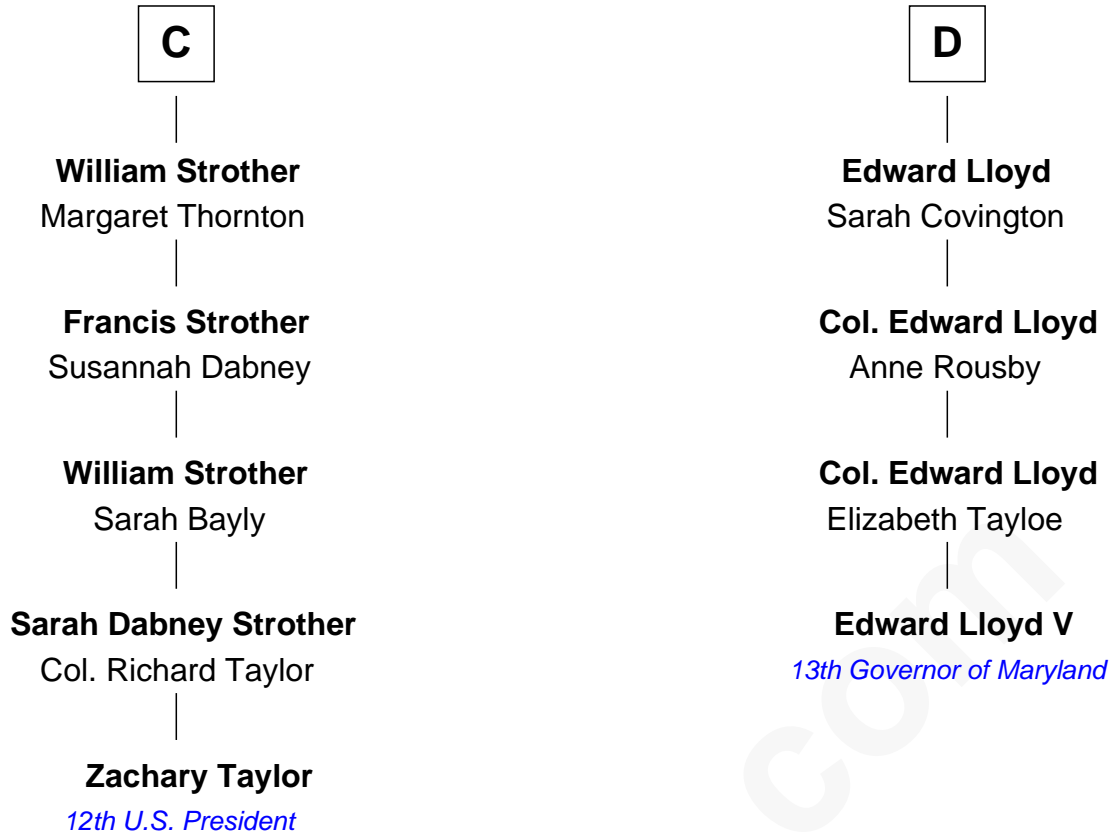 C
William Strother
Margaret Thornton
Francis Strother
Susannah Dabney
William Strother
Sarah Bayly
Sarah Dabney Strother
Col. Richard Taylor
Zachary Taylor
12th U.S. President
D
Edward Lloyd
Sarah Covington
Col. Edward Lloyd
Anne Rousby
Col. Edward Lloyd
Elizabeth Tayloe
Edward Lloyd V
13th Governor of Maryland
com